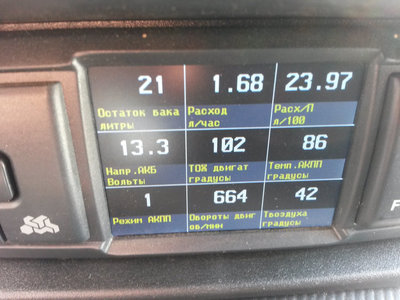 21 1.68 23.97
Остаток бака
литры
Расход
л/час
Расх/П
л/100
13.3 102 86
Напр.АКБ
Вольты
ТОЖ двигат
градусы
Темп.АКПП
градусы
1 664 42
Режим АКПП
Обороты двиг
об/мин
Твоздуха
градусы